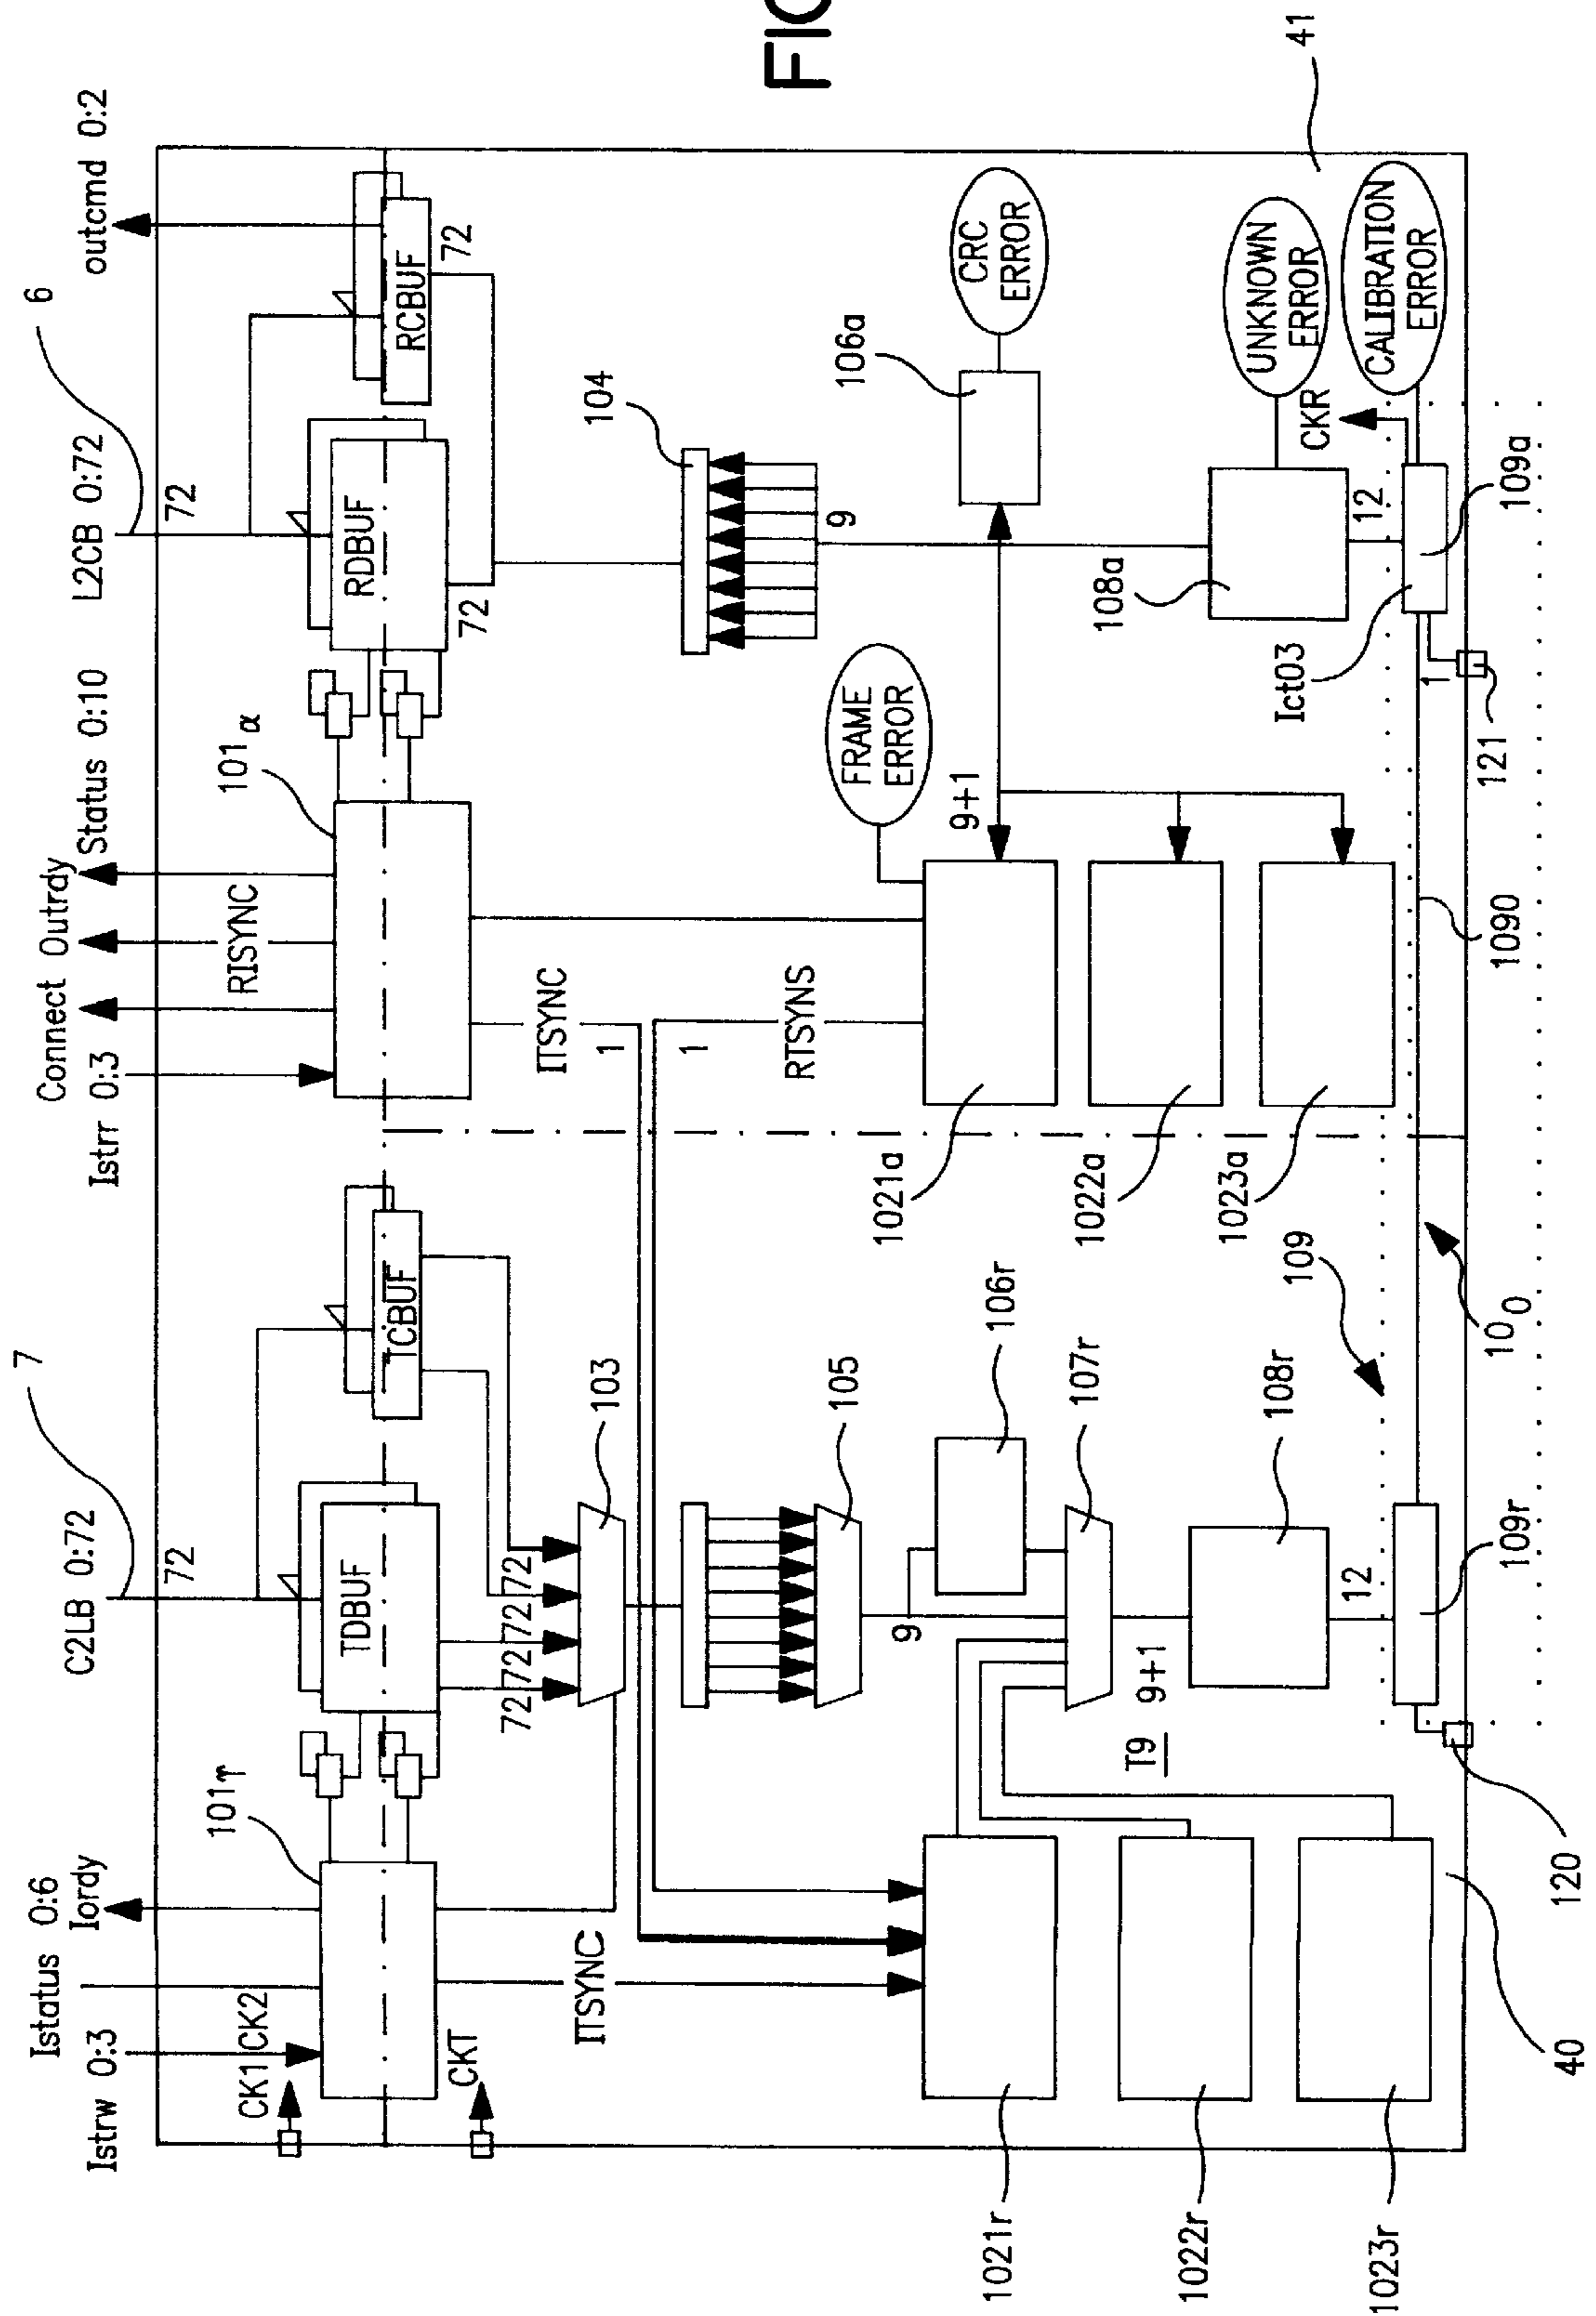 FIG
Istrw 0:3
Istatus 0:6
Iordy
C2LB 0:72
7
Istrr 0:3
Connect
Outrdy
Status 0:10
L2CB 0:72
6
outcmd 0:2
CK1
CK2
CKT
101r
72
TDBUF
TCBUF
RISYNC
101a
72
RDBUF
RCBUF
72
72
ITSYNC
72
72
72
72
103
ITSYNC
1
1
RTSYNS
104
9
105
9
106r
107r
9+1
T9
108r
12
109r
109
10 0
1021r
1022r
1023r
40
120
1021a
1022a
1023a
FRAME
ERROR
9+1
106a
CRC
ERROR
108a
UNKNOWN
ERROR
CKR
12
CALIBRATION
ERROR
Ict03
1
121
109a
1090
41